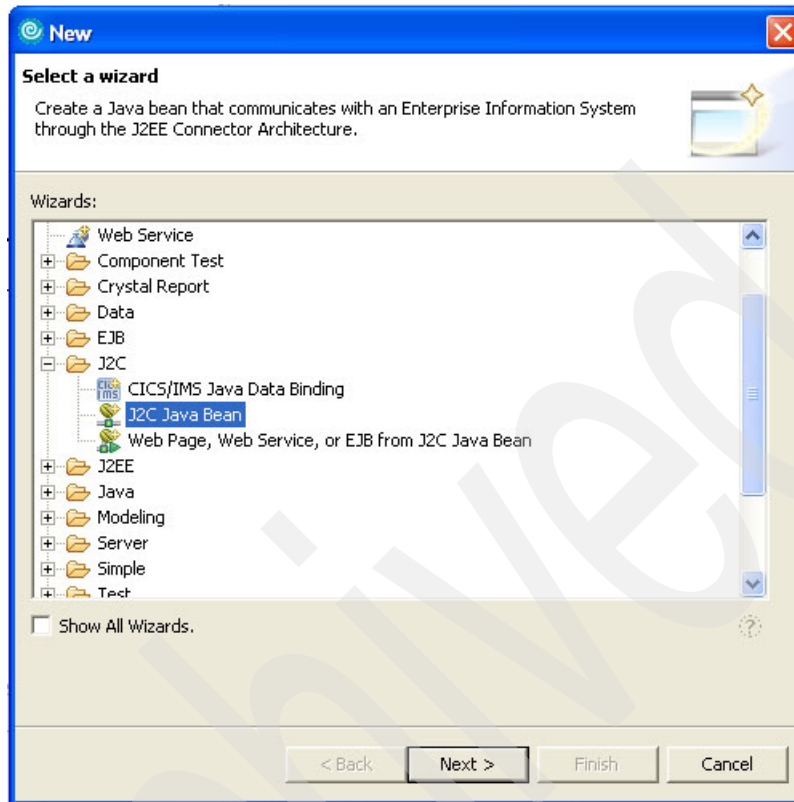 New
Select a wizard
Create a Java bean that communicates with an Enterprise Information System
through the J2EE Connector Architecture.
Wizards:
Web Service
Component Test
Crystal Report
Data
EJB
J2C
CICS/IMS Java Data Binding
J2C Java Bean
Web Page, Web Service, or EJB from J2C Java Bean
J2EE
Java
Modeling
Server
Simple
Test
Show All Wizards.
< Back
Next >
Finish
Cancel